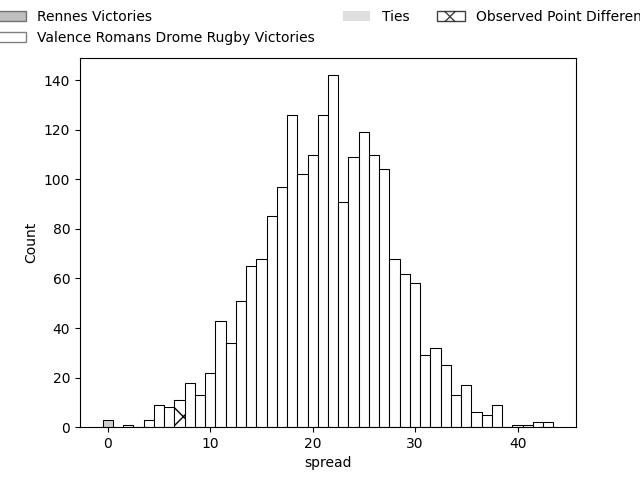 Rennes Victories
Ties
Observed Point Differen
Valence Romans Drome Rugby Victories
140
120
100
80
60
40
20
0
Count
0 10 20 30 40
spread